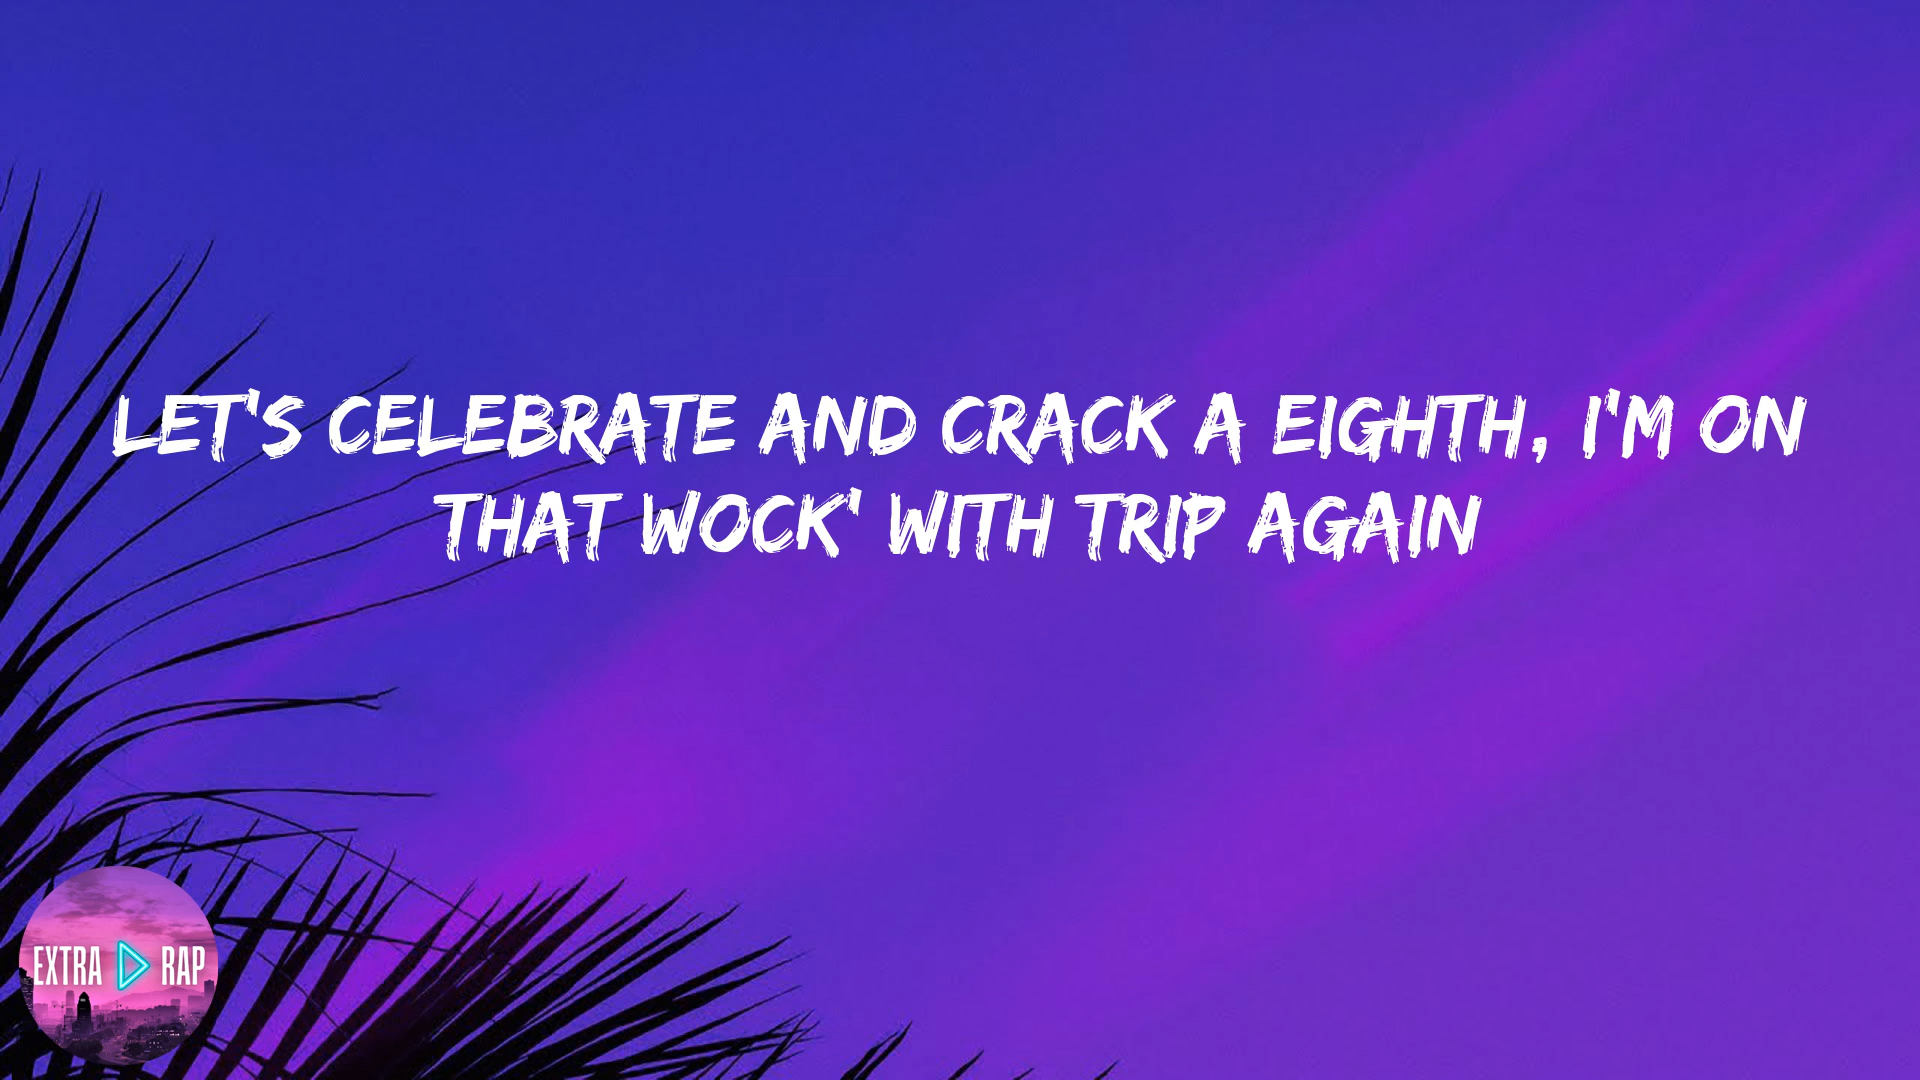 LET'S CELEBRATE AND CRACK A EIGHTH, I'M ON
THAT WOCK' WITH TRIP AGAIN
EXTRA RAP